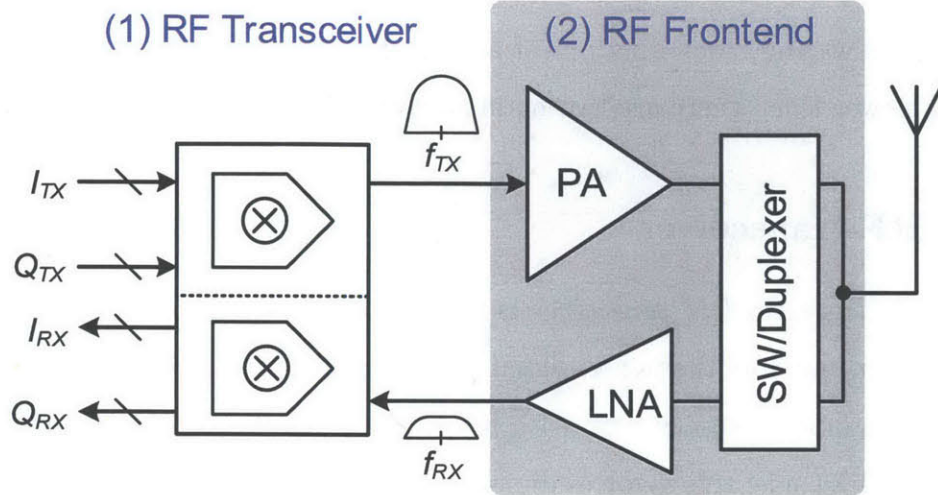 (1) RF Transceiver
(2) RF Frontend
f_TX
I_TX
PA
Q_TX
SW/Duplexer
I_RX
LNA
Q_RX
f_RX